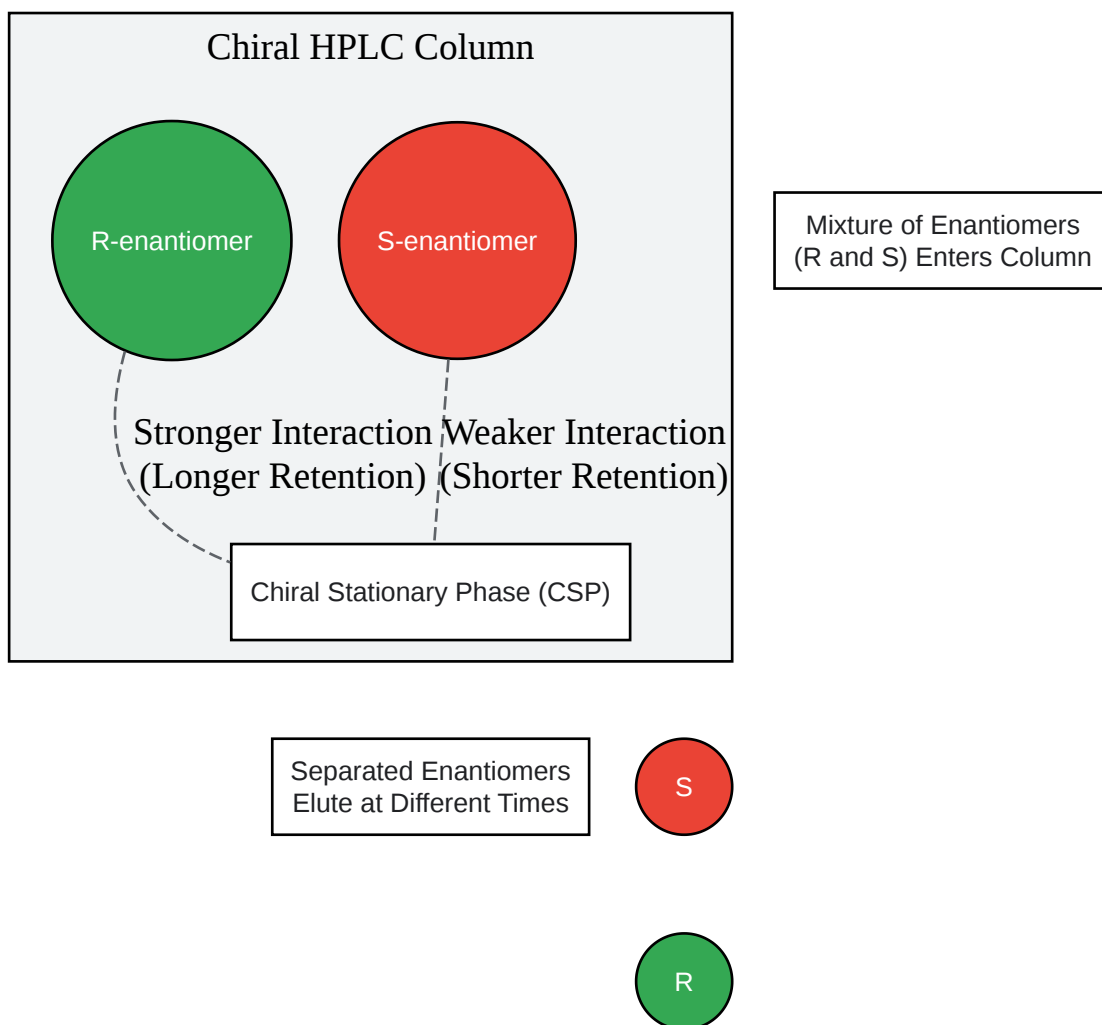 Chiral HPLC Column
R-enantiomer
S-enantiomer
Mixture of Enantiomers
(R and S) Enters Column
Stronger Interaction
(Longer Retention)
Weaker Interaction
(Shorter Retention)
Chiral Stationary Phase (CSP)
Separated Enantiomers
Elute at Different Times
S
R